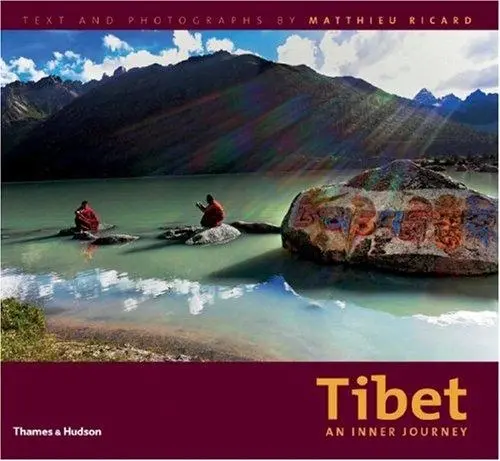 TEXT AND PHOTOGRAPHS BY MATTHIEU RICARD
Tibet
AN INNER JOURNEY
Thames & Hudson